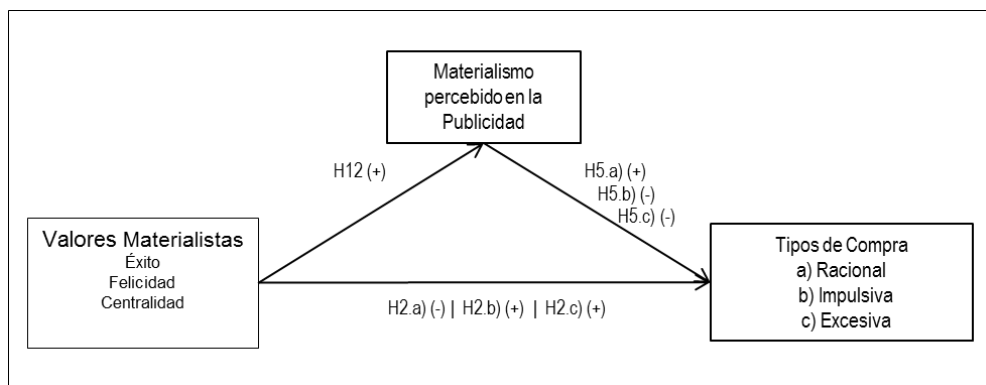 Materialismo
percebido en la
Publicidad
H12 (+)
H5.a) (+)
H5.b) (-)
H5.c) (-)
Valores Materialistas
Éxito
Felicidad
Centralidad
Tipos de Compra
a) Racional
b) Impulsiva
c) Excesiva
H2.a) (-) | H2.b) (+) | H2.c) (+)